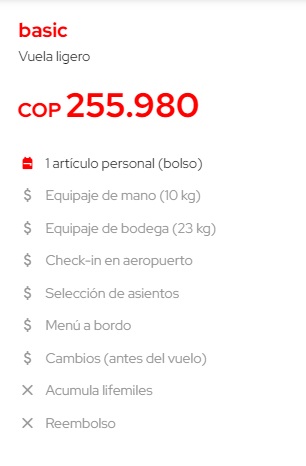 basic
Vuela ligero
COP 255.980
1 artículo personal (bolso)
$ Equipaje de mano (10 kg)
$ Equipaje de bodega (23 kg)
$ Check-in en aeropuerto
$ Selección de asientos
$ Menú a bordo
$ Cambios (antes del vuelo)
Acumula lifemiles
Reembolso